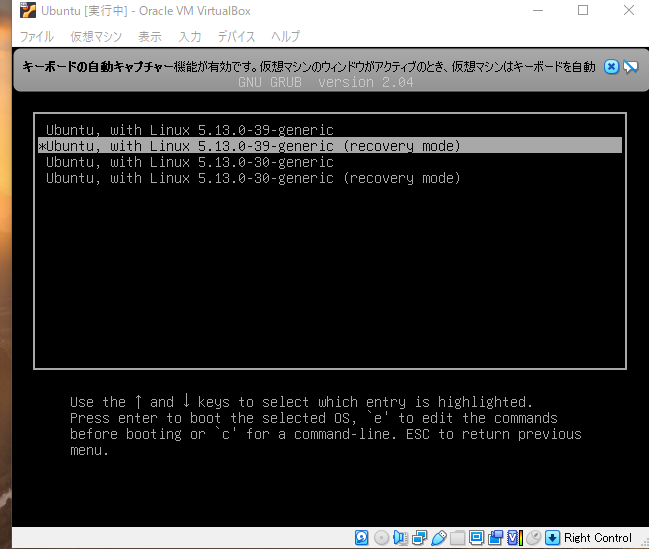 Ubuntu [実行中] - Oracle VM VirtualBox
ファイル 仮想マシン 表示 入力 デバイス ヘルプ
キーボードの自動キャプチャー機能が有効です。仮想マシンのウィンドウがアクティブのとき、仮想マシンはキーボードを自動
GNU GRUB version 2.04
Ubuntu, with Linux 5.13.0-39-generic
*Ubuntu, with Linux 5.13.0-39-generic (recovery mode)
Ubuntu, with Linux 5.13.0-30-generic
Ubuntu, with Linux 5.13.0-30-generic (recovery mode)
Use the ↑ and ↓ keys to select which entry is highlighted.
Press enter to boot the selected OS, `e' to edit the commands
before booting or `c' for a command-line. ESC to return previous
menu.
Right Control